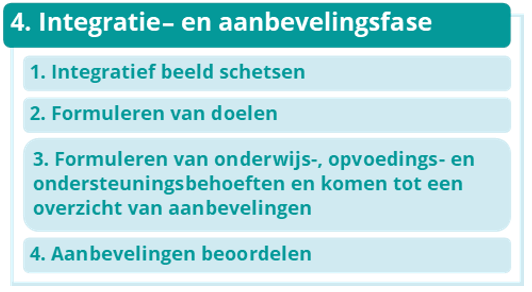 4. Integratie– en aanbevelingsfase
1. Integratief beeld schetsen
2. Formuleren van doelen
3. Formuleren van onderwijs-, opvoedings- en
ondersteuningsbehoeften en komen tot een
overzicht van aanbevelingen
4. Aanbevelingen beoordelen